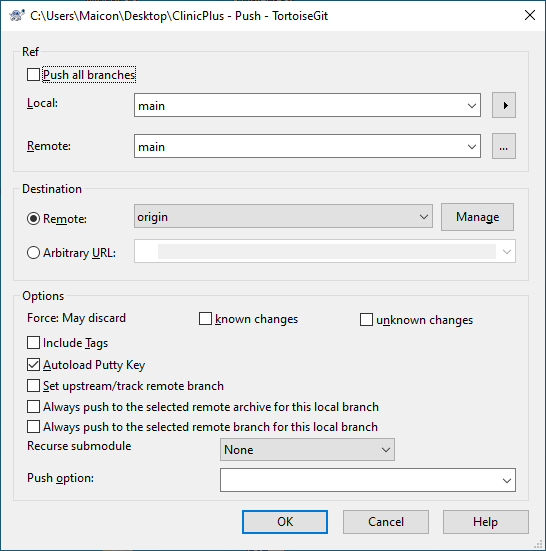 C:\Users\Maicon\Desktop\ClinicPlus - Push - TortoiseGit
Ref
Push all branches
Local:
main
Remote:
main
...
Destination
Remote:
origin
Manage
Arbitrary URL:
Options
Force: May discard
known changes
unknown changes
Include Tags
Autoload Putty Key
Set upstream/track remote branch
Always push to the selected remote archive for this local branch
Always push to the selected remote branch for this local branch
Recurse submodule
None
Push option:
OK
Cancel
Help